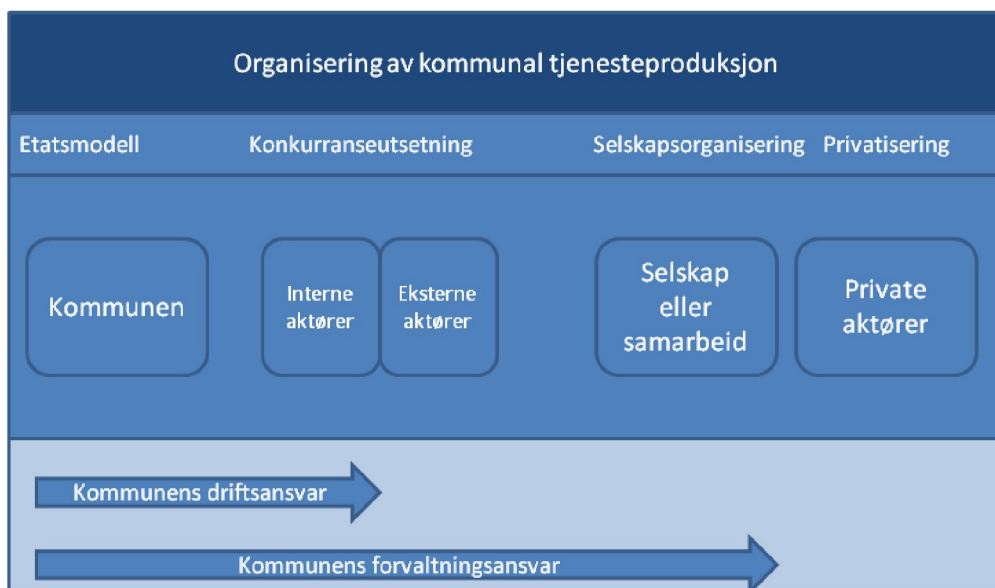 Organisering av kommunal tjenesteproduksjon
Etatsmodell
Konkurranseutsetning
Selskapsorganisering
Privatisering
Kommunen
Interne
aktører
Eksterne
aktører
Selskap
eller
samarbeid
Private
aktører
Kommunens driftsansvar
Kommunens forvaltningsansvar